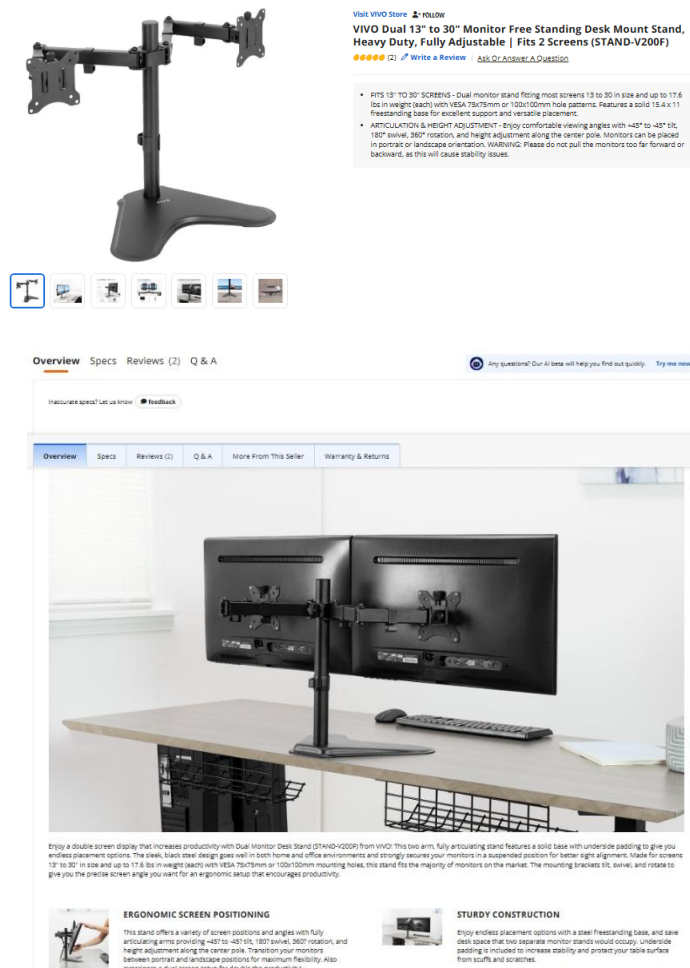 Visit VIVO Store FOLLOW
VIVO Dual 13" to 30" Monitor Free Standing Desk Mount Stand,
Heavy Duty, Fully Adjustable | Fits 2 Screens (STAND-V200F)
(2) Write a Review | Ask Or Answer A Question
• FITS 13" TO 30" SCREENS - Dual monitor stand fitting most screens 13 to 30 in size and up to 17.6
lbs in weight (each) with VESA 75x75mm or 100x100mm hole patterns. Features a solid 15.4 x 11
freestanding base for excellent support and versatile placement.
• ARTICULATION & HEIGHT ADJUSTMENT - Enjoy comfortable viewing angles with +45° to -45° tilt,
180° swivel, 360° rotation, and height adjustment along the center pole. Monitors can be placed
in portrait or landscape orientation. WARNING: Please do not pull the monitors too far forward or
backward, as this will cause stability issues.
VIVO
Overview Specs Reviews (2) Q & A
Any questions? Our AI beta will help you find out quickly. Try me now
Inaccurate specs? Let us know feedback
Overview Specs Reviews (2) Q & A More From This Seller Warranty & Returns
Enjoy a double screen display that increases productivity with Dual Monitor Desk Stand (STAND-V200F) from VIVO! This two arm, fully articulating stand features a solid base with underside padding to give you
endless placement options. The sleek, black steel design goes well in both home and office environments and strongly secures your monitors in a suspended position for better sight alignment. Made for screens
13" to 30" in size and up to 17.6 lbs in weight (each) with VESA 75x75mm or 100x100mm mounting holes, this stand fits the majority of monitors on the market. The mounting brackets tilt, swivel, and rotate to
give you the precise screen angle you want for an ergonomic setup that encourages productivity.
ERGONOMIC SCREEN POSITIONING
This stand offers a variety of screen positions and angles with fully
articulating arms providing +45? to -45? tilt, 180? swivel, 360? rotation, and
height adjustment along the center pole. Transition your monitors
between portrait and landscape positions for maximum flexibility. Also
STURDY CONSTRUCTION
Enjoy endless placement with a steel freestanding base, and save
desk space that two separate monitor stands would occupy. Underside
padding is included to increase stability and protect your table surface
from scuffs and scratches.